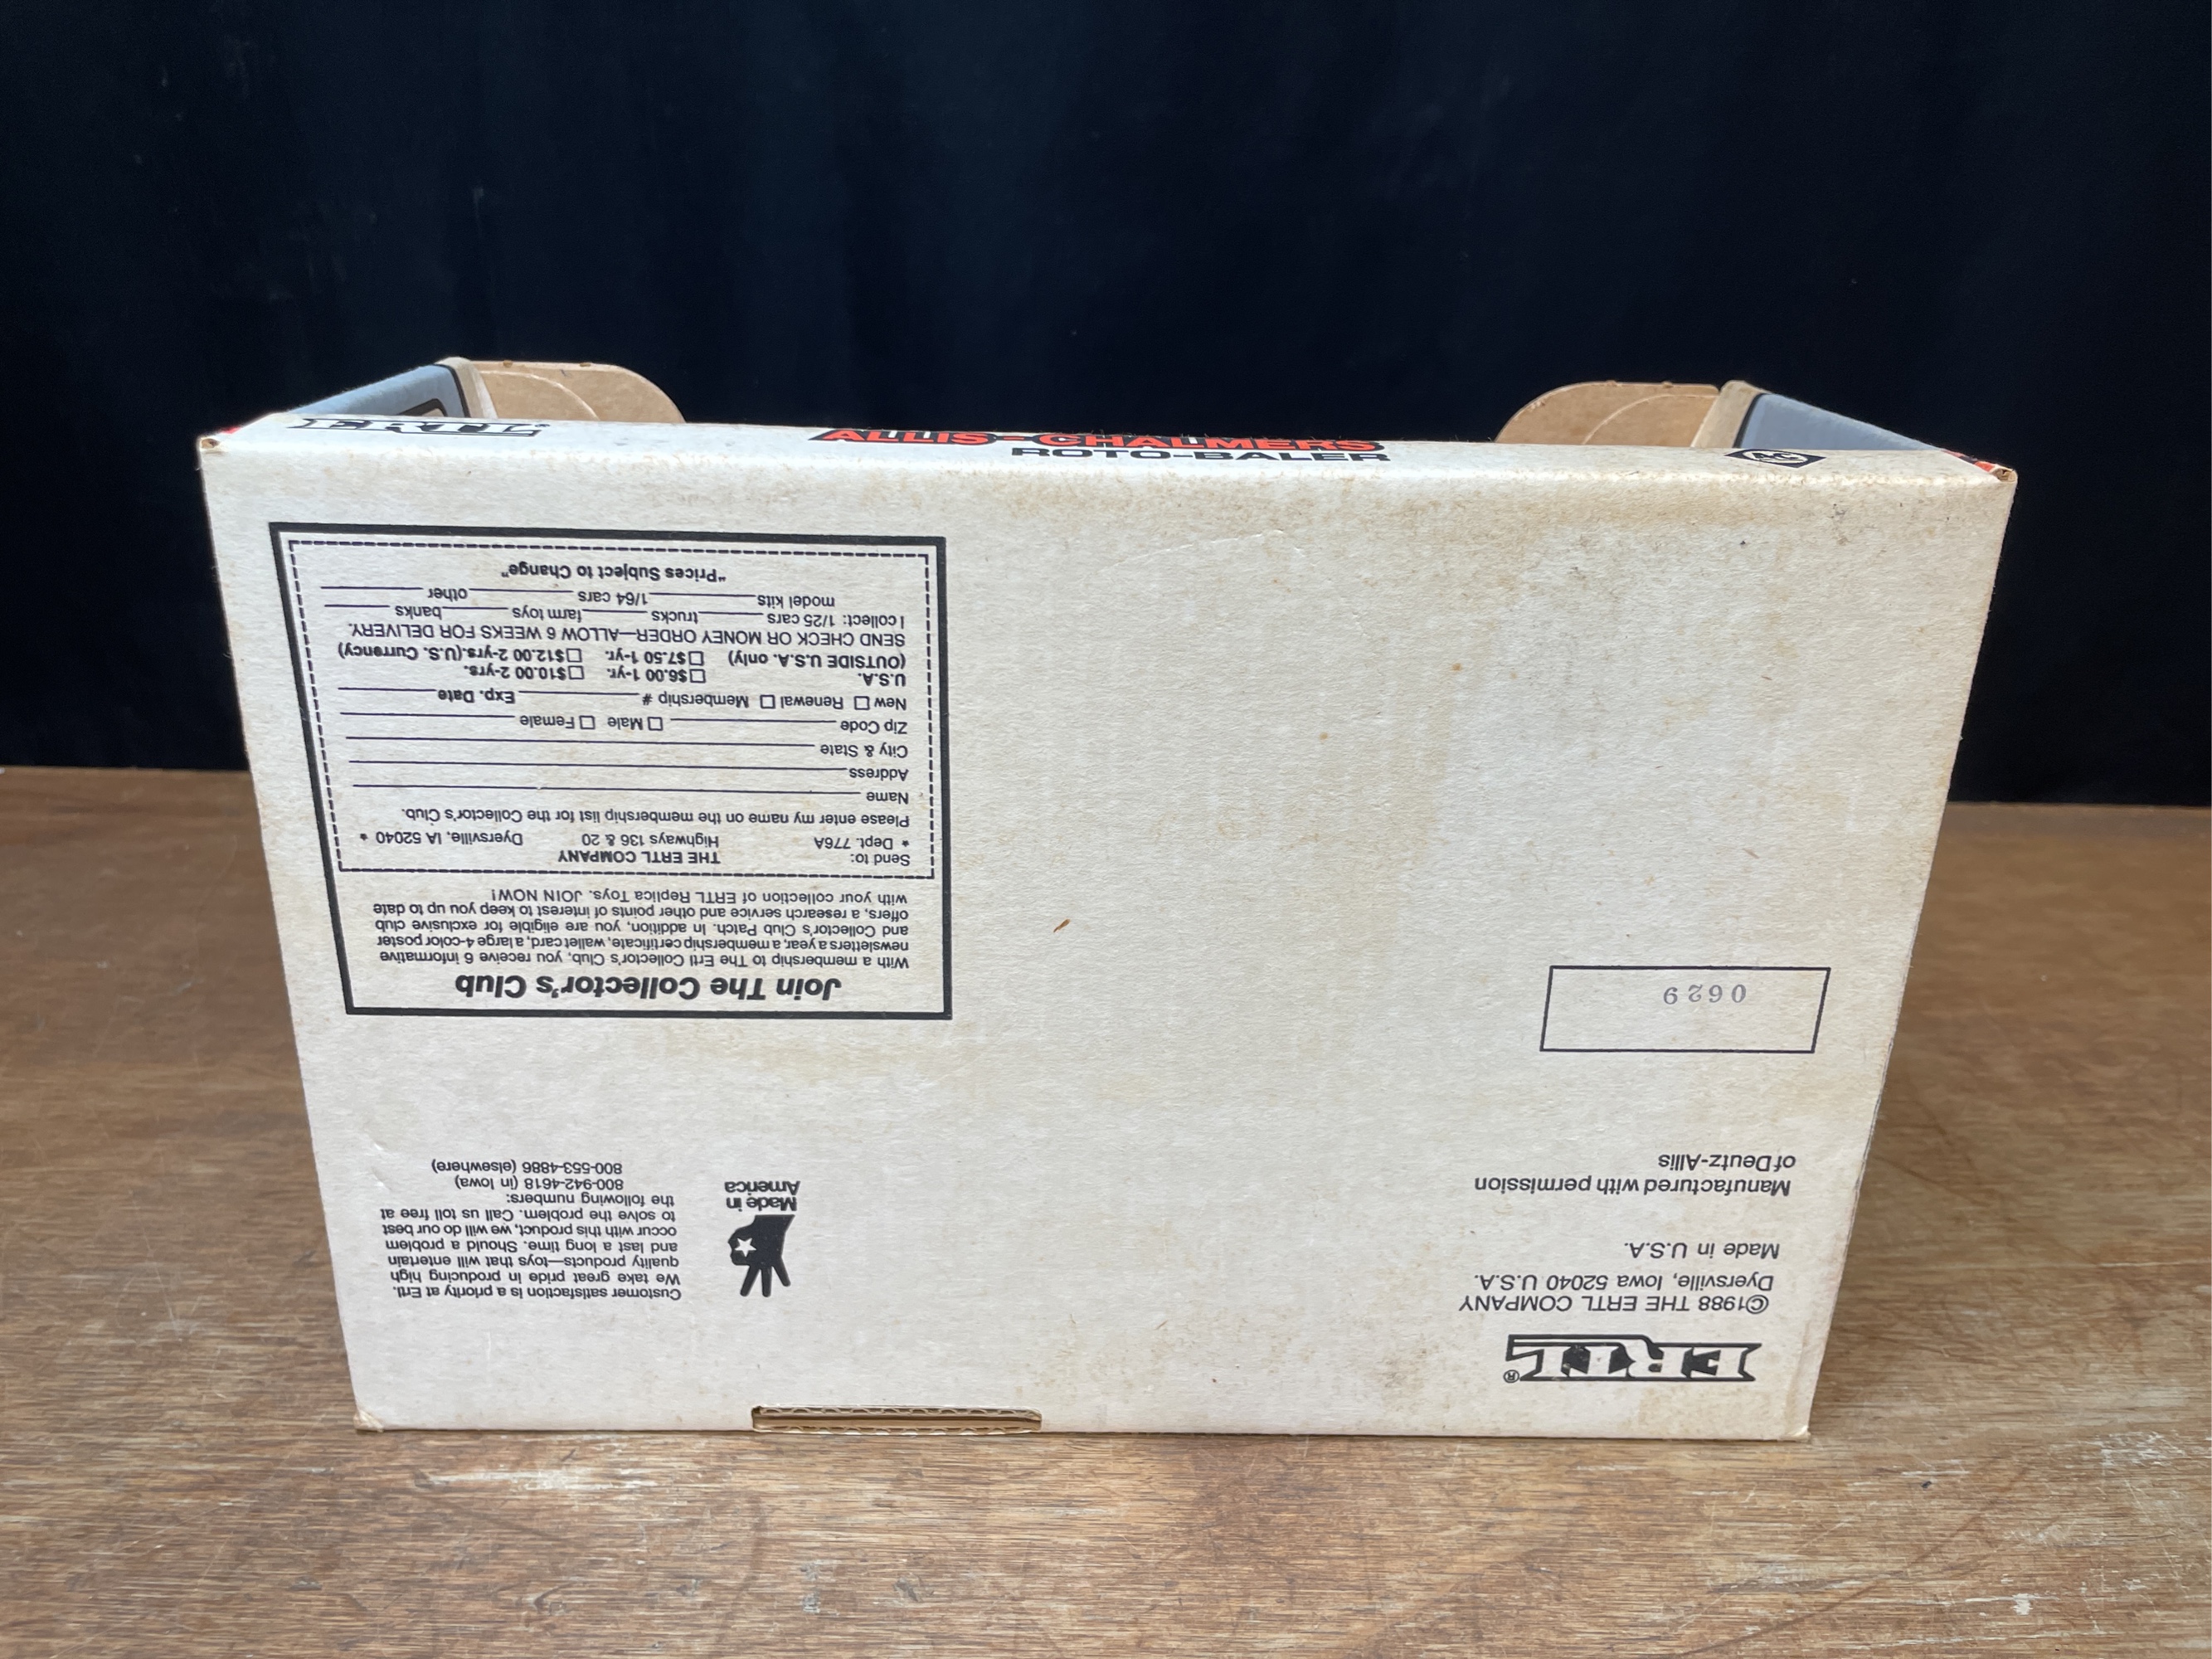 ERTL®
ALLIS-CHALMERS
ROTO-BALER
AC
ERTL®
©1988 THE ERTL COMPANY
Dyersville, Iowa 52040 U.S.A.
Made in U.S.A.
Manufactured with permission
of Deutz-Allis
0629
Customer satisfaction is a priority at Ertl.
We take great pride in producing high
quality products—toys that will entertain
and last a long time. Should a problem
occur with this product, we will do our best
to solve the problem. Call us toll free at
the following numbers:
800-942-4618 (in Iowa)
800-553-4886 (elsewhere)
Made in
America
Join The Collector's Club
With a membership to The Ertl Collector's Club, you receive 6 informative
newsletters a year, a membership certificate, wallet card, a large 4-color poster
and Collector's Club Patch. In addition, you are eligible for exclusive club
offers, a research service and other points of interest to keep you up to date
with your collection of ERTL Replica Toys. JOIN NOW!
Send to: THE ERTL COMPANY
* Dept. 776A Highways 136 & 20 Dyersville, IA 52040 *
Please enter my name on the membership list for the Collector's Club.
Name
Address
City & State
Zip Code Male Female
New Renewal Membership # Exp. Date
U.S.A. $6.00 1-yr. $10.00 2-yrs.
(OUTSIDE U.S.A. only) $7.50 1-yr. $12.00 2-yrs.(U.S. Currency)
SEND CHECK OR MONEY ORDER—ALLOW 6 WEEKS FOR DELIVERY.
I collect: 1/25 cars trucks farm toys banks
model kits 1/64 cars other
"Prices Subject to Change"